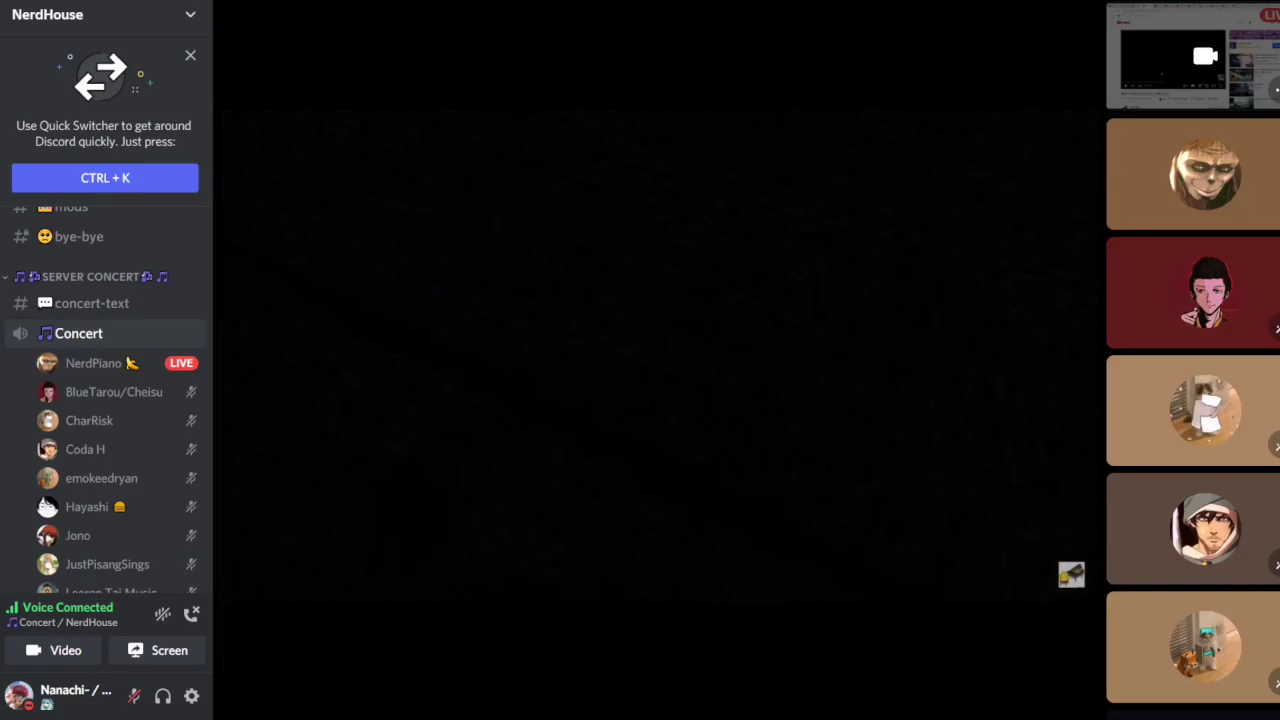 NerdHouse
Use Quick Switcher to get around
Discord quickly. Just press:
CTRL + K
mods
bye-bye
SERVER CONCERT
concert-text
Concert
NerdPiano
LIVE
BlueTarou/Cheisu
CharRisk
Coda H
emokeedryan
Hayashi
Jono
JustPisangSings
Voice Connected
Concert / NerdHouse
Video
Screen
Nanachi- / ...